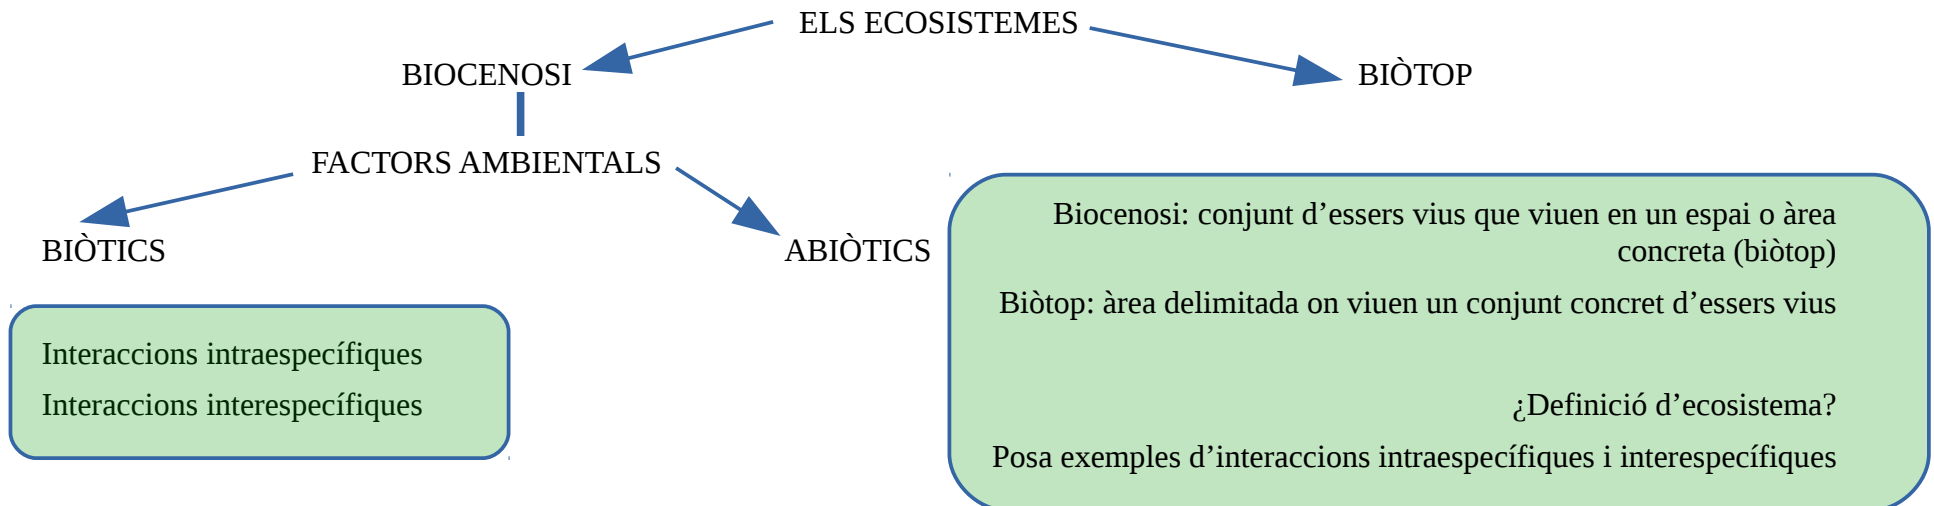 ELS ECOSISTEMES
BIOCENOSI
BIÒTOP
FACTORS AMBIENTALS
BIÒTICS
ABIÒTICS
Interaccions intraespecífiques
Interaccions interespecífiques
Biocenosi: conjunt d’essers vius que viuen en un espai o àrea
concreta (biòtop)
Biòtop: àrea delimitada on viuen un conjunt concret d’essers vius
¿Definició d’ecosistema?
Posa exemples d’interaccions intraespecífiques i interespecífiques